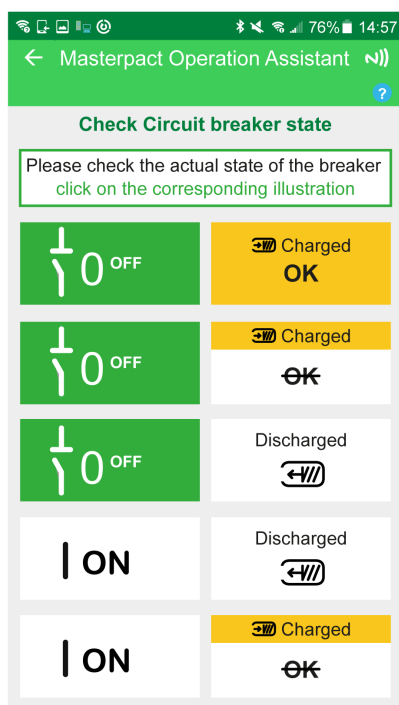 76% 14:57
Masterpact Operation Assistant
?
Check Circuit breaker state
Please check the actual state of the breaker
click on the corresponding illustration
0 OFF
Charged
OK
0 OFF
Charged
OK
0 OFF
Discharged
| ON
Discharged
| ON
Charged
OK